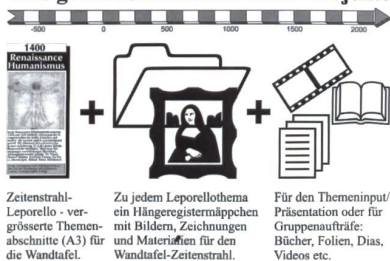 -500 0 500 1000 1500 2000
1400
Renaissance
Humanismus
Zeitenstrahl-
Leporello - ver-
grösserte Themen-
abschnitte (A3) für
die Wandtafel.
Zu jedem Leporellothema
ein Hängeregistermäppchen
mit Bildern, Zeichnungen
und Materialien für den
Wandtafel-Zeitenstrahl.
Für den Themeninput/
Präsentation oder für
Gruppenaufträge:
Bücher, Folien, Dias,
Videos etc.